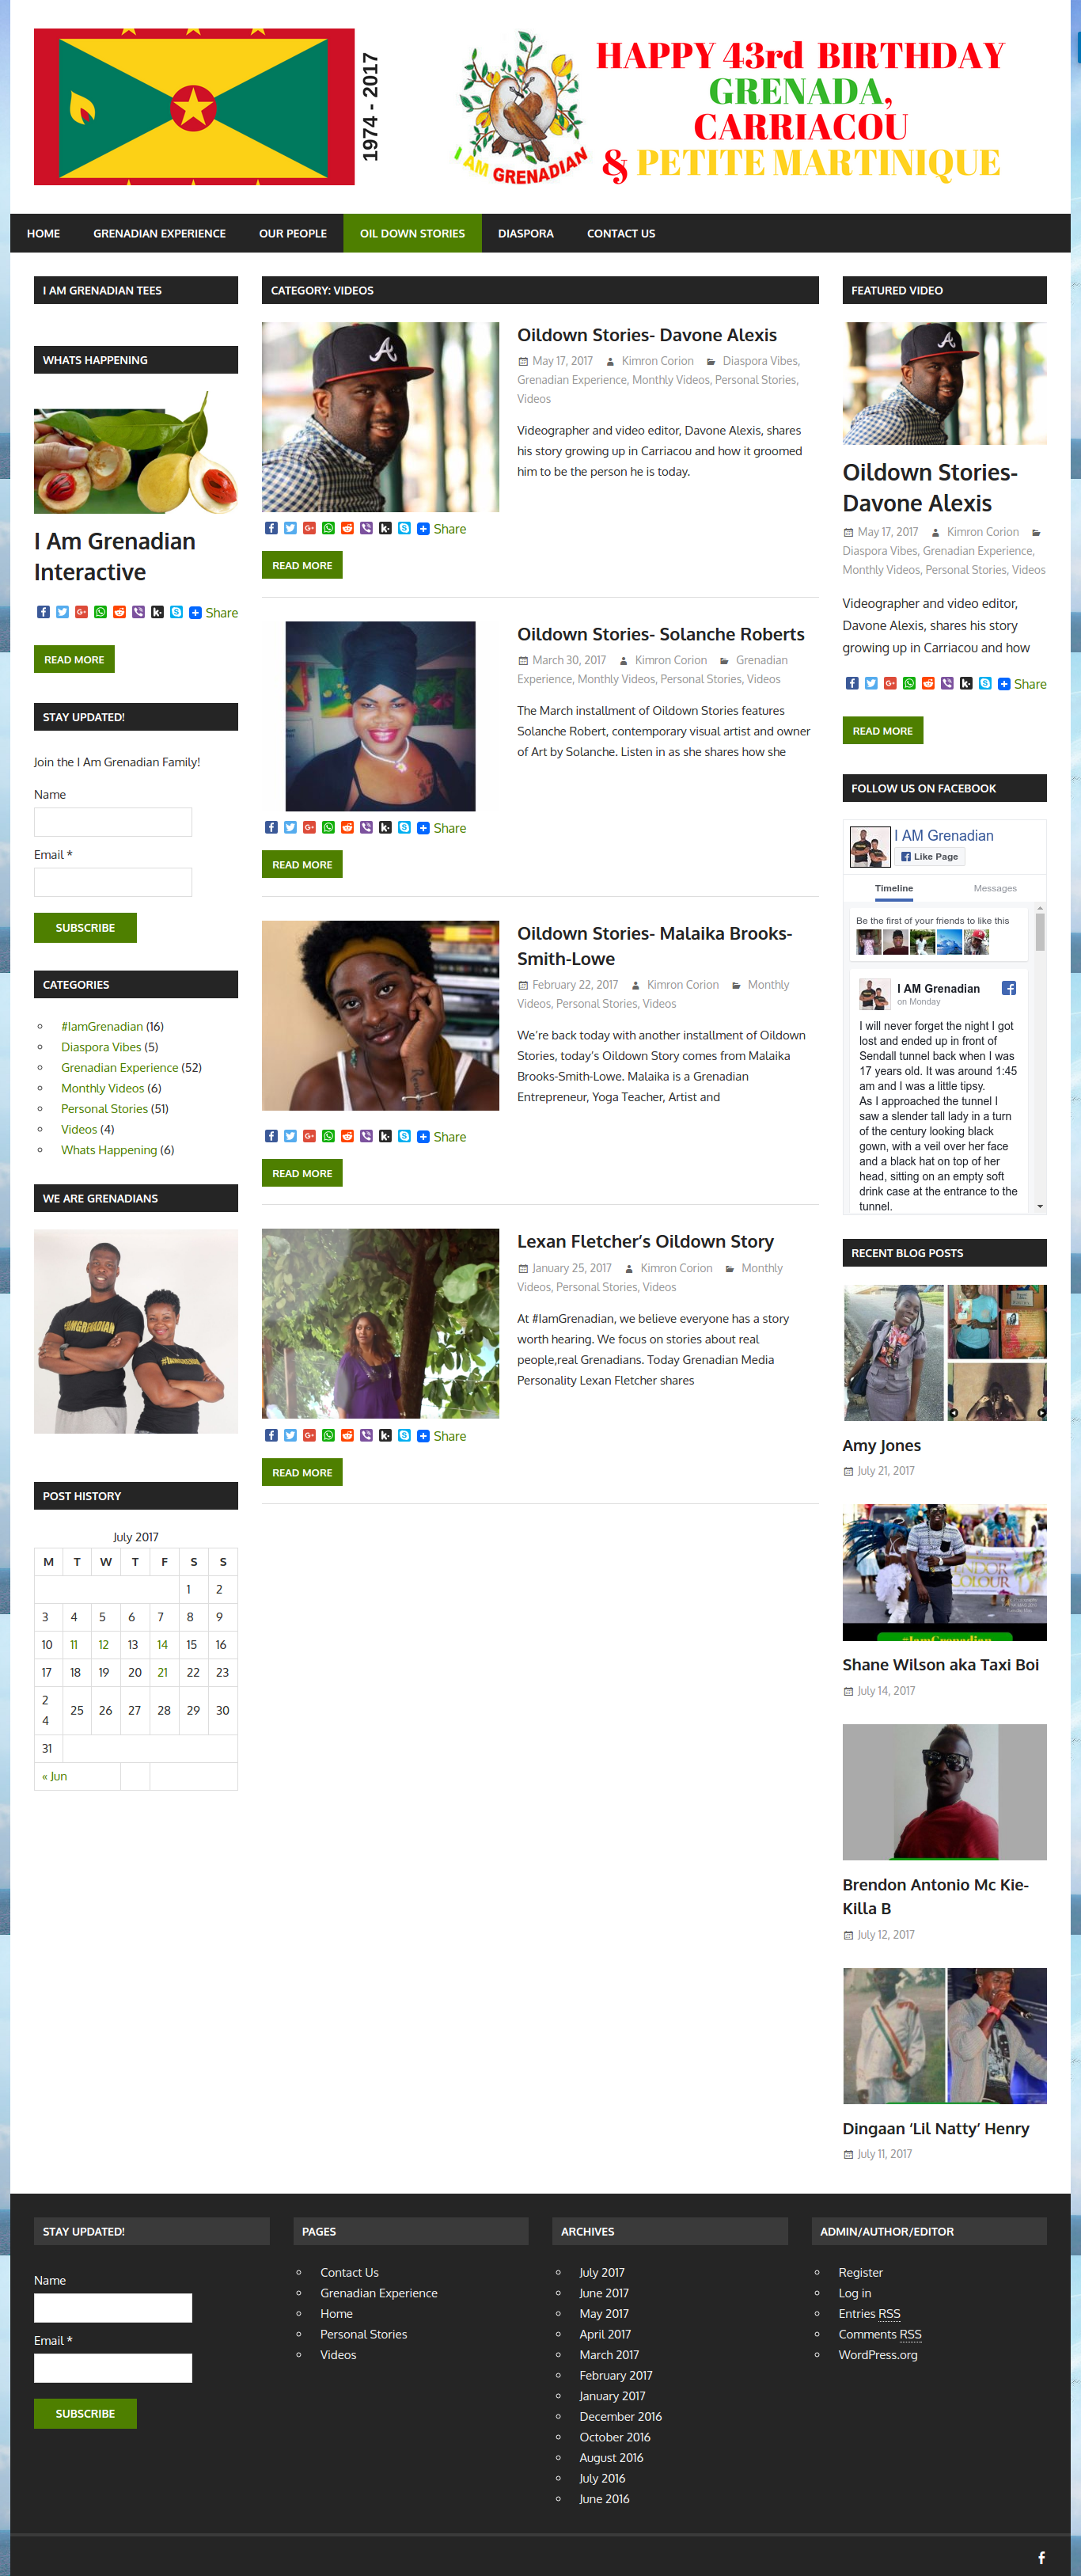 1974 - 2017
I AM GRENADIAN
HAPPY 43rd BIRTHDAY
GRENADA,
CARRIACOU
& PETITE MARTINIQUE
HOME
GRENADIAN EXPERIENCE
OUR PEOPLE
OIL DOWN STORIES
DIASPORA
CONTACT US
I AM GRENADIAN TEES
WHATS HAPPENING
I Am Grenadian
Interactive
Share
READ MORE
STAY UPDATED!
Join the I Am Grenadian Family!
Name
Email *
SUBSCRIBE
CATEGORIES
#IamGrenadian (16)
Diaspora Vibes (5)
Grenadian Experience (52)
Monthly Videos (6)
Personal Stories (51)
Videos (4)
Whats Happening (6)
WE ARE GRENADIANS
POST HISTORY
July 2017
M T W T F S S
1 2
3 4 5 6 7 8 9
10 11 12 13 14 15 16
17 18 19 20 21 22 23
24 25 26 27 28 29 30
31
« Jun
CATEGORY: VIDEOS
Oildown Stories- Davone Alexis
May 17, 2017 Kimron Corion Diaspora Vibes,
Grenadian Experience, Monthly Videos, Personal Stories,
Videos
Videographer and video editor, Davone Alexis, shares
his story growing up in Carriacou and how it groomed
him to be the person he is today.
Share
READ MORE
Oildown Stories- Solanche Roberts
March 30, 2017 Kimron Corion Grenadian
Experience, Monthly Videos, Personal Stories, Videos
The March installment of Oildown Stories features
Solanche Robert, contemporary visual artist and owner
of Art by Solanche. Listen in as she shares how she
Share
READ MORE
Oildown Stories- Malaika Brooks-
Smith-Lowe
February 22, 2017 Kimron Corion Monthly
Videos, Personal Stories, Videos
We’re back today with another installment of Oildown
Stories, today’s Oildown Story comes from Malaika
Brooks-Smith-Lowe. Malaika is a Grenadian
Entrepreneur, Yoga Teacher, Artist and
Share
READ MORE
Lexan Fletcher’s Oildown Story
January 25, 2017 Kimron Corion Monthly
Videos, Personal Stories, Videos
At #IamGrenadian, we believe everyone has a story
worth hearing. We focus on stories about real
people,real Grenadians. Today Grenadian Media
Personality Lexan Fletcher shares
Share
READ MORE
FEATURED VIDEO
Oildown Stories-
Davone Alexis
May 17, 2017 Kimron Corion
Diaspora Vibes, Grenadian Experience,
Monthly Videos, Personal Stories, Videos
Videographer and video editor,
Davone Alexis, shares his story
growing up in Carriacou and how
Share
READ MORE
FOLLOW US ON FACEBOOK
I AM Grenadian
Like Page
Timeline
Messages
Be the first of your friends to like this
I AM Grenadian
on Monday
I will never forget the night I got
lost and ended up in front of
Sendall tunnel back when I was
17 years old. It was around 1:45
am and I was a little tipsy.
As I approached the tunnel I
saw a slender tall lady in a turn
of the century looking black
gown, with a veil over her face
and a black hat on top of her
head, sitting on an empty soft
drink case at the entrance to the
tunnel.
RECENT BLOG POSTS
Amy Jones
July 21, 2017
#IamGrenadian
Shane Wilson aka Taxi Boi
July 14, 2017
Brendon Antonio Mc Kie-
Killa B
July 12, 2017
Dingaan ‘Lil Natty’ Henry
July 11, 2017
STAY UPDATED!
Name
Email *
SUBSCRIBE
PAGES
Contact Us
Grenadian Experience
Home
Personal Stories
Videos
ARCHIVES
July 2017
June 2017
May 2017
April 2017
March 2017
February 2017
January 2017
December 2016
October 2016
August 2016
July 2016
June 2016
ADMIN/AUTHOR/EDITOR
Register
Log in
Entries RSS
Comments RSS
WordPress.org